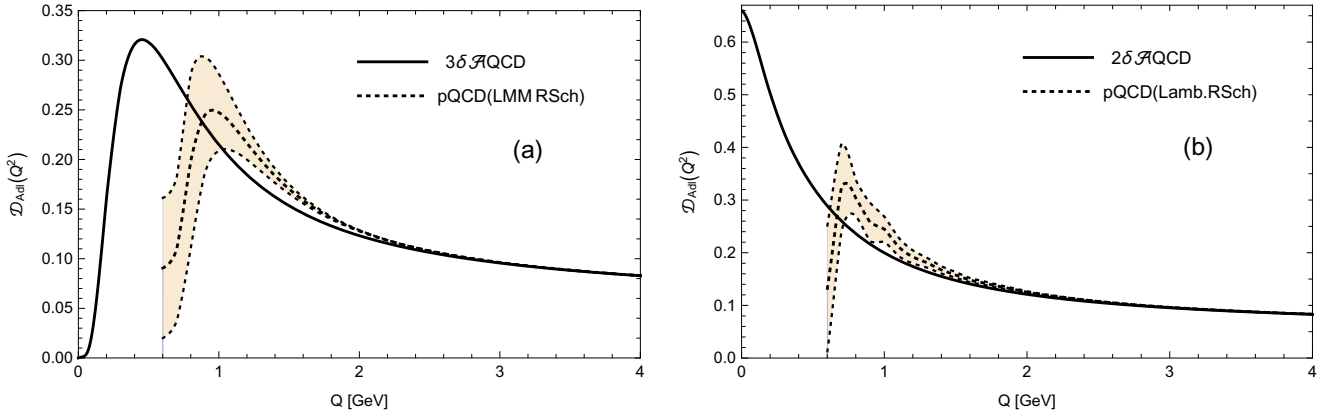 0.35
0.30
0.25
0.20
0.15
0.10
0.05
0.00
0 1 2 3 4
𝒟Adl(Q²)
Q [GeV]
3δ𝒜QCD
pQCD(LMM RSch)
(a)
0.6
0.5
0.4
0.3
0.2
0.1
0.0
0 1 2 3 4
𝒟Adl(Q²)
Q [GeV]
2δ𝒜QCD
pQCD(Lamb.RSch)
(b)